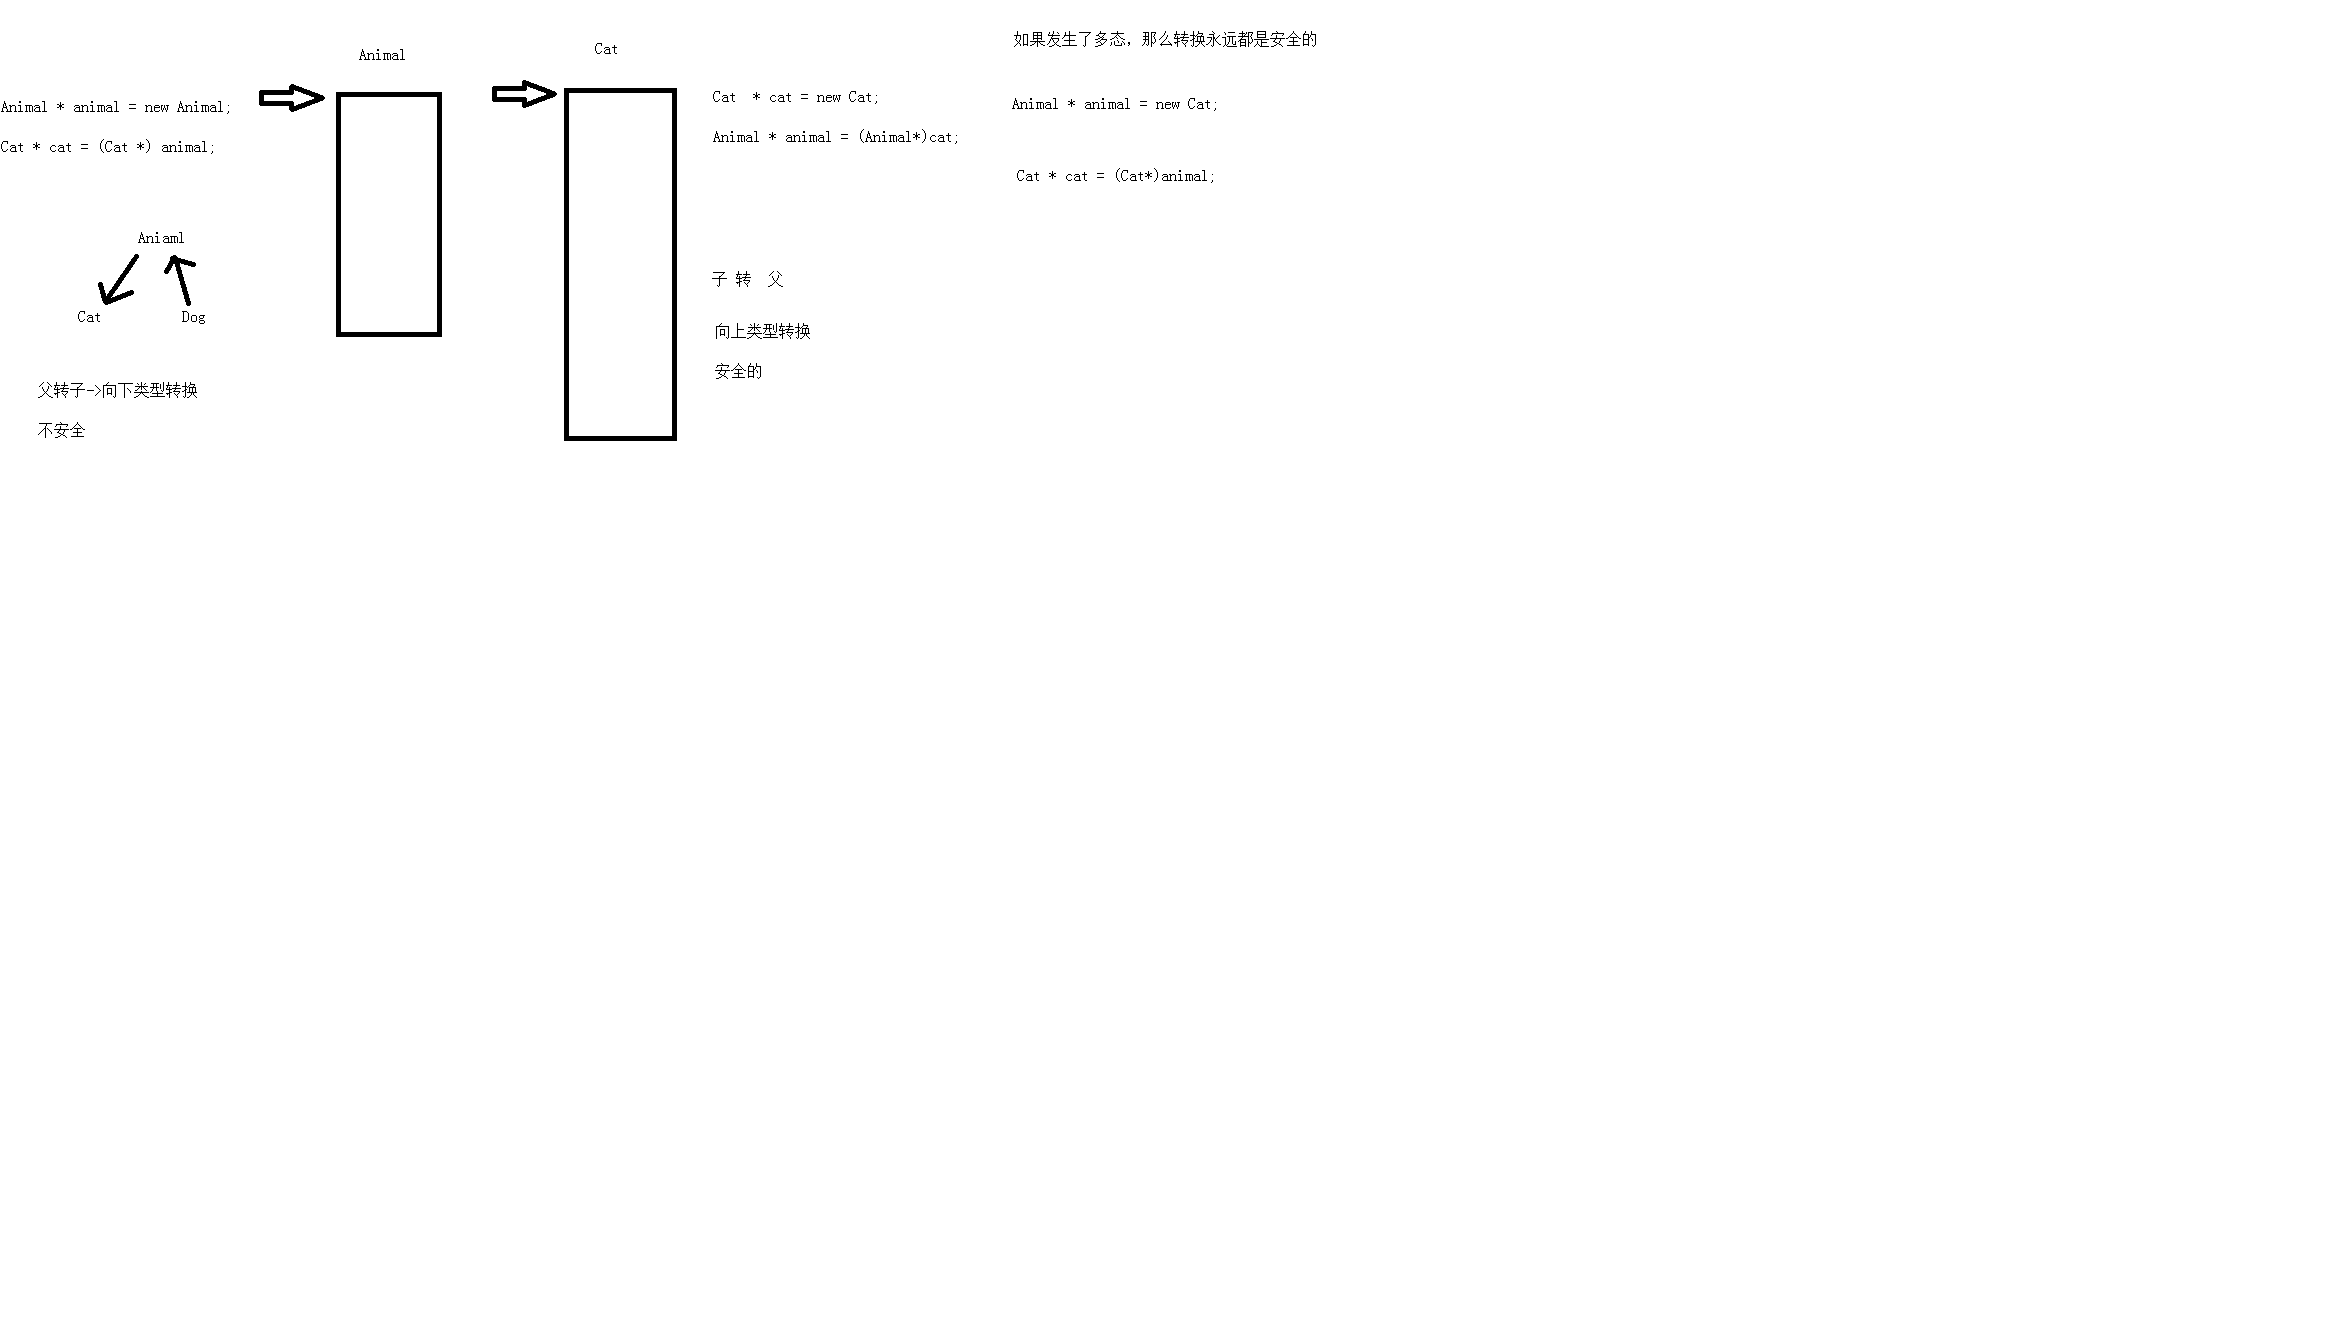 Animal
Cat
Animal * animal = new Animal;
Cat * cat = (Cat *) animal;
Aniaml
Cat
Dog
父转子->向下类型转换
不安全
Cat  * cat = new Cat;
Animal * animal = (Animal*)cat;
子 转  父
向上类型转换
安全的
如果发生了多态，那么转换永远都是安全的
Animal * animal = new Cat;
Cat * cat = (Cat*)animal;